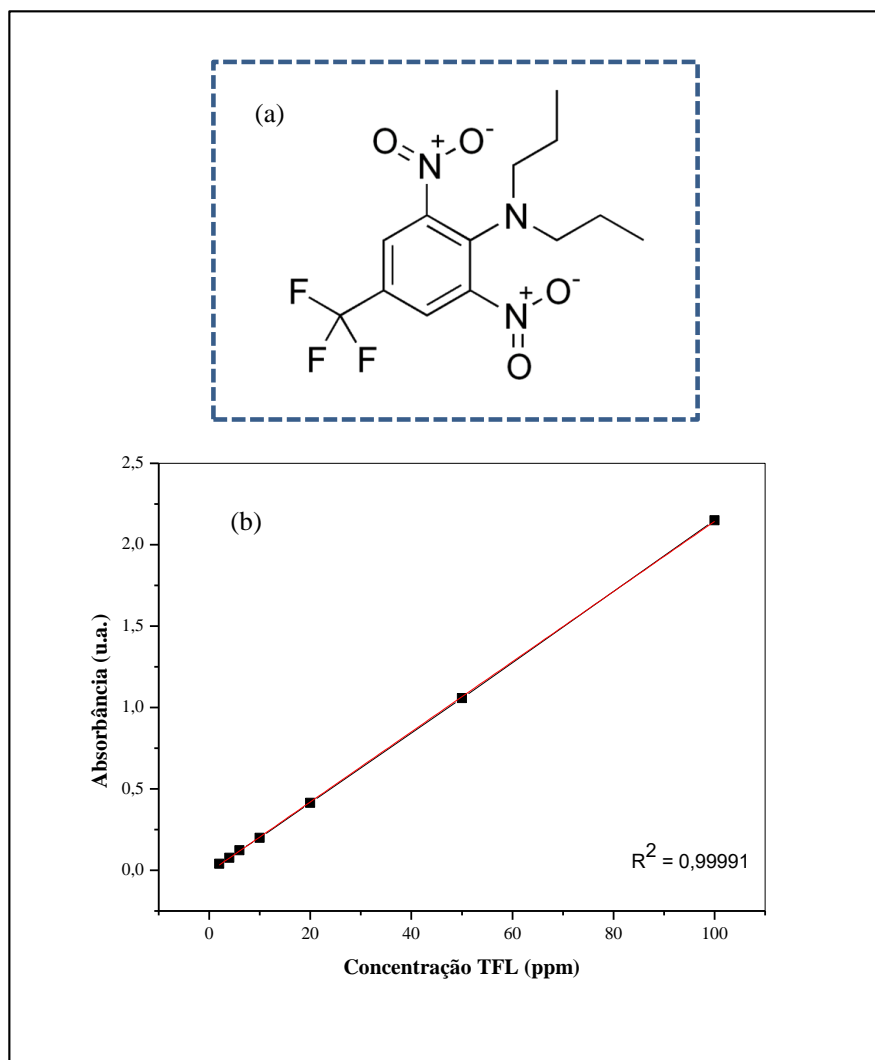 (a)
O
N
+
O-
N
F
F
F
N
+
O-
O
2,5
(b)
2,0
1,5
1,0
0,5
0,0
Absorbância (u.a.)
R2 = 0,99991
0 20 40 60 80 100
Concentração TFL (ppm)